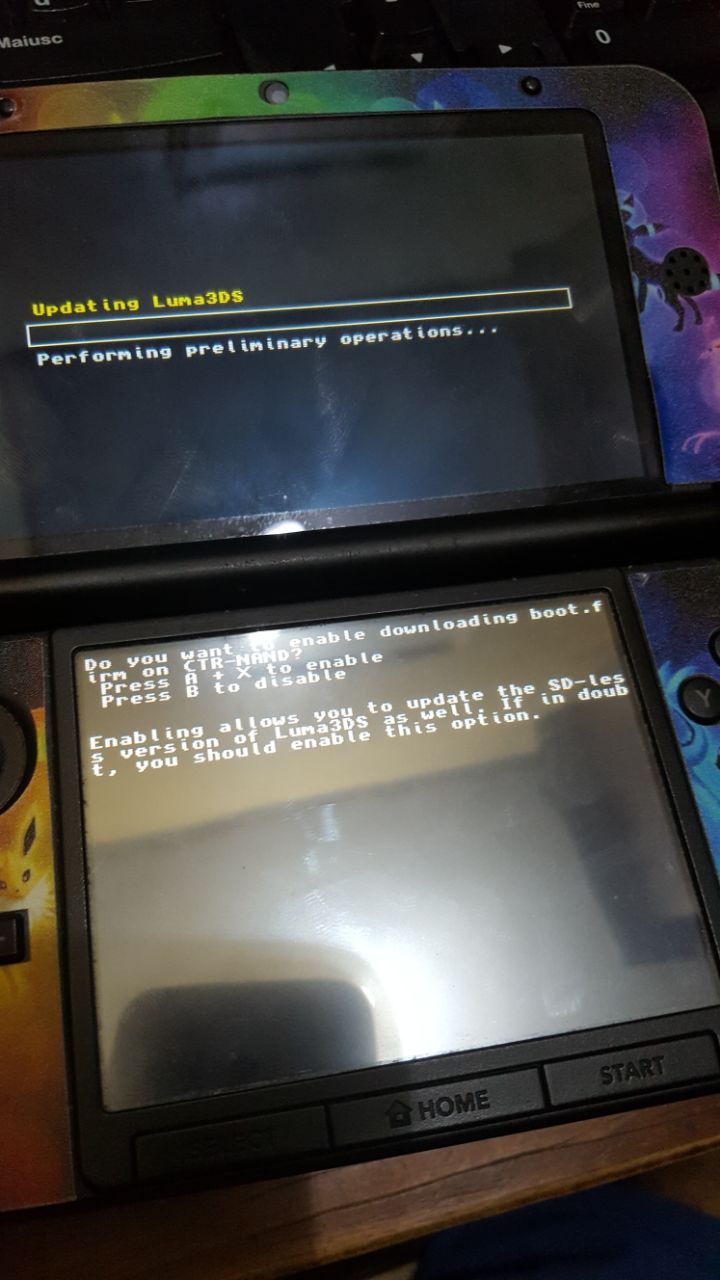 Maiusc
Fine
0
Updating Luma3DS
Performing preliminary operations...
Do you want to enable downloading boot.f
irm on CTR-NAND?
Press A + X to enable
Press B to disable
Enabling allows you to update the SD-les
s version of Luma3DS as well. If in doub
t, you should enable this option.
Y
SELECT
HOME
START